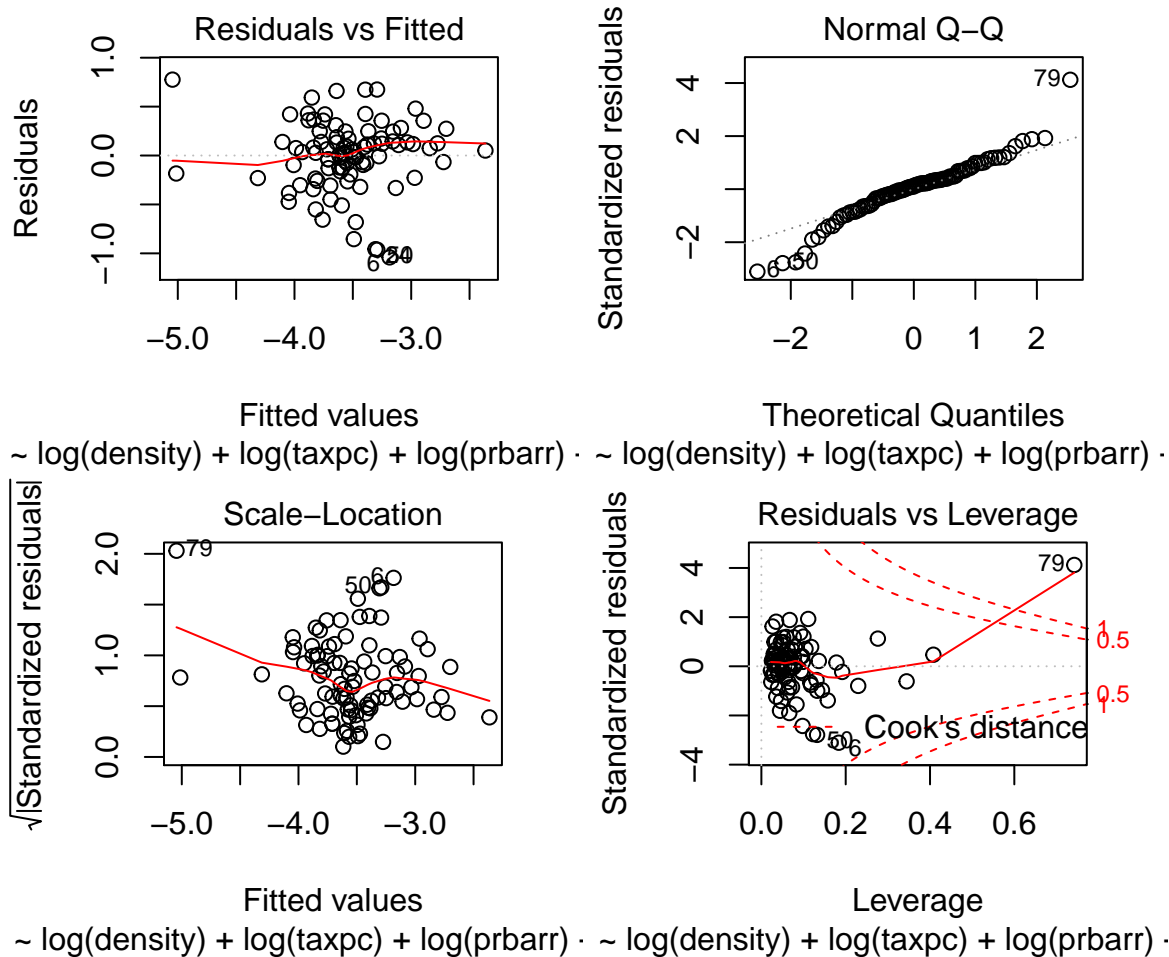 Residuals vs Fitted
Residuals
1.0
0.0
−1.0
6
−5.0 −4.0 −3.0
Fitted values
~ log(density) + log(taxpc) + log(prbarr) ·
Normal Q−Q
Standardized residuals
4
2
−2
79
6 50
−2 0 1 2
Theoretical Quantiles
~ log(density) + log(taxpc) + log(prbarr) ·
Scale−Location
√|Standardized residuals|
2.0
1.0
0.0
79
50 6
−5.0 −4.0 −3.0
Fitted values
~ log(density) + log(taxpc) + log(prbarr) ·
Residuals vs Leverage
Standardized residuals
4
2
0
−4
79
1
0.5
0.5
1
50 6
Cook's distance
0.0 0.2 0.4 0.6
Leverage
~ log(density) + log(taxpc) + log(prbarr) ·